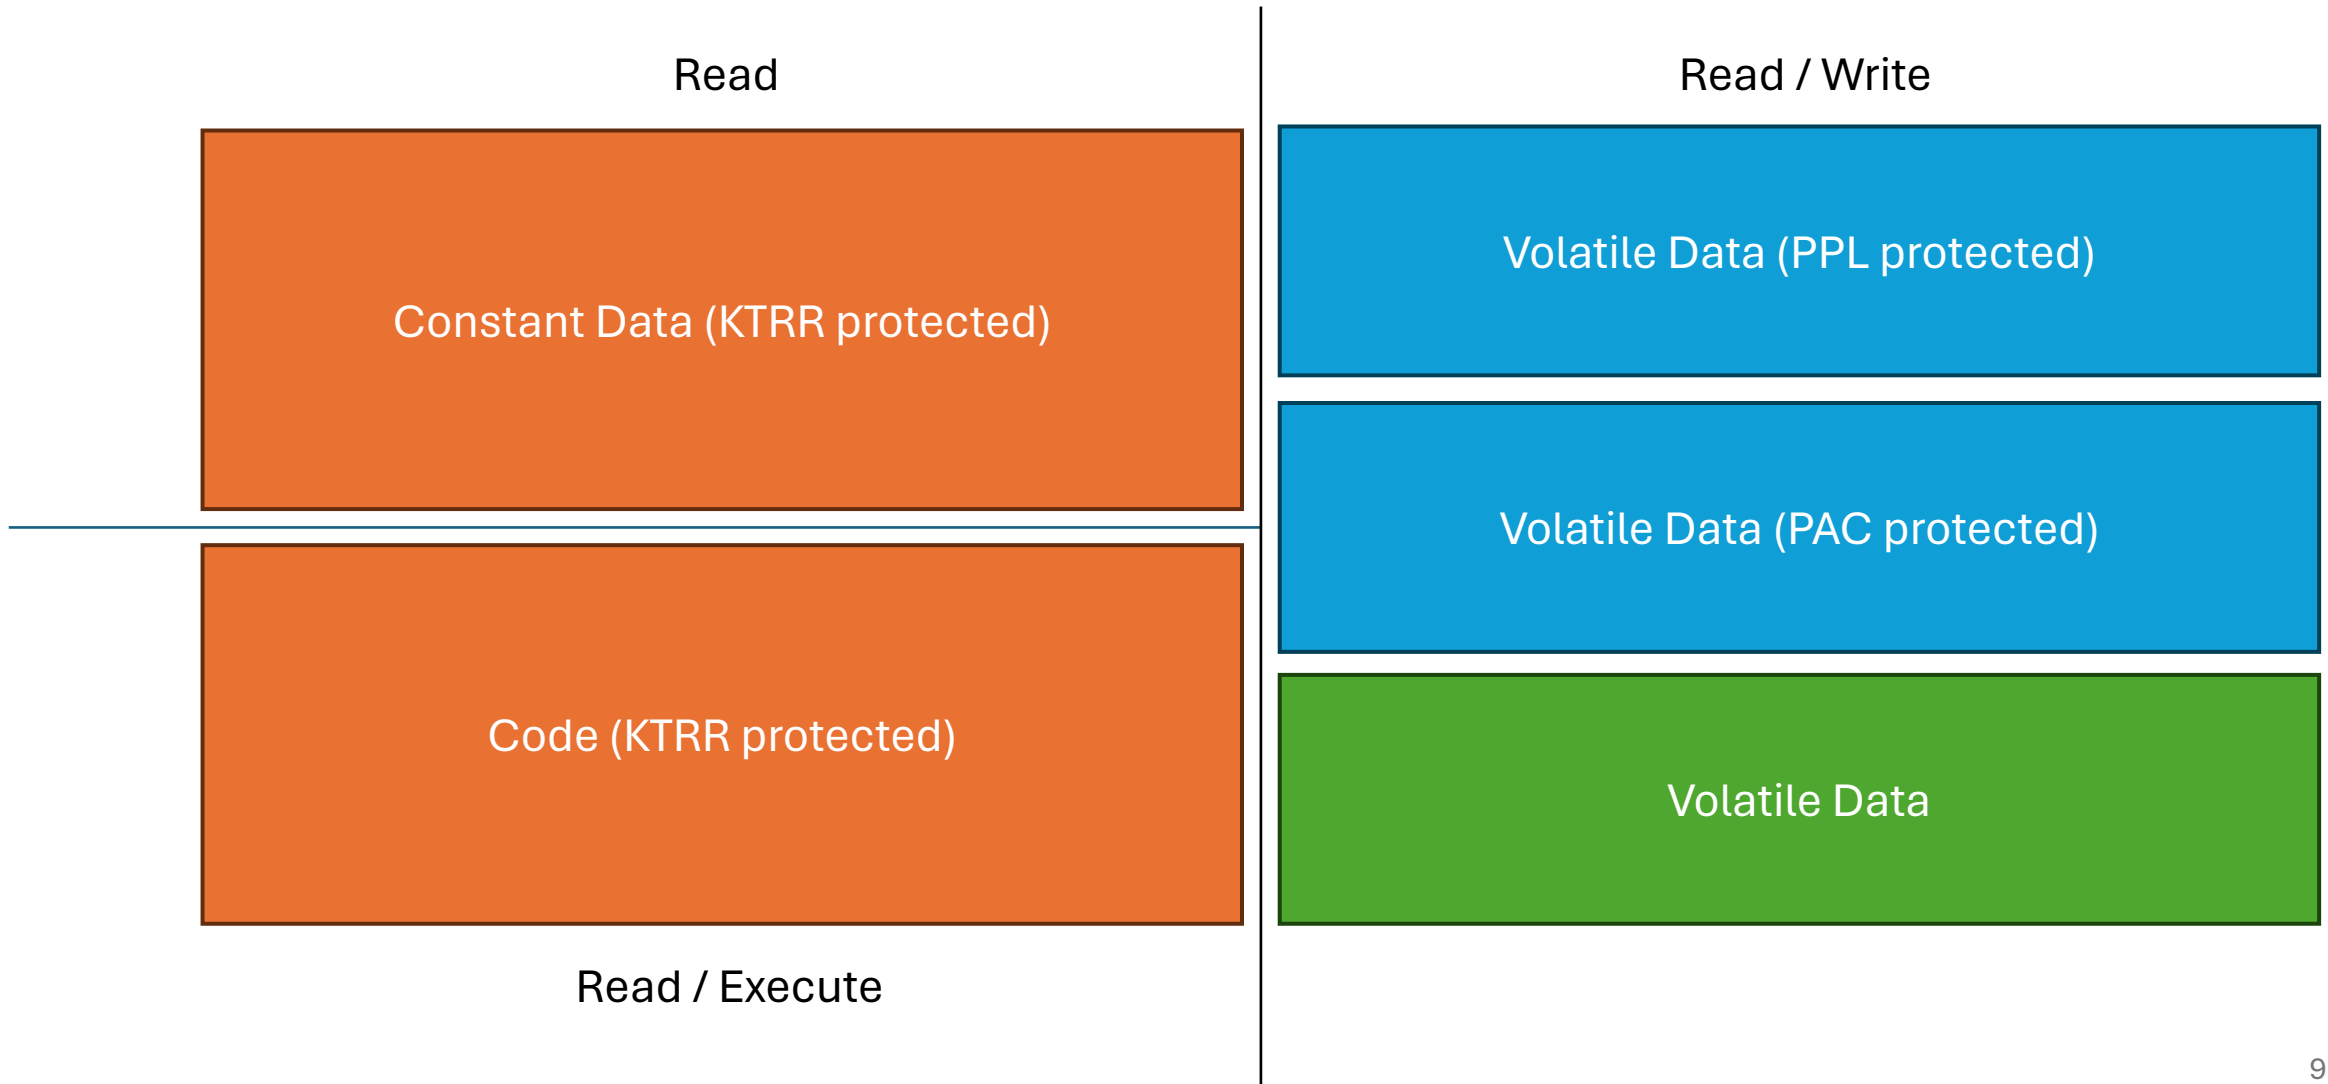 Read
Constant Data (KTRR protected)
Code (KTRR protected)
Read / Execute
Read / Write
Volatile Data (PPL protected)
Volatile Data (PAC protected)
Volatile Data
9